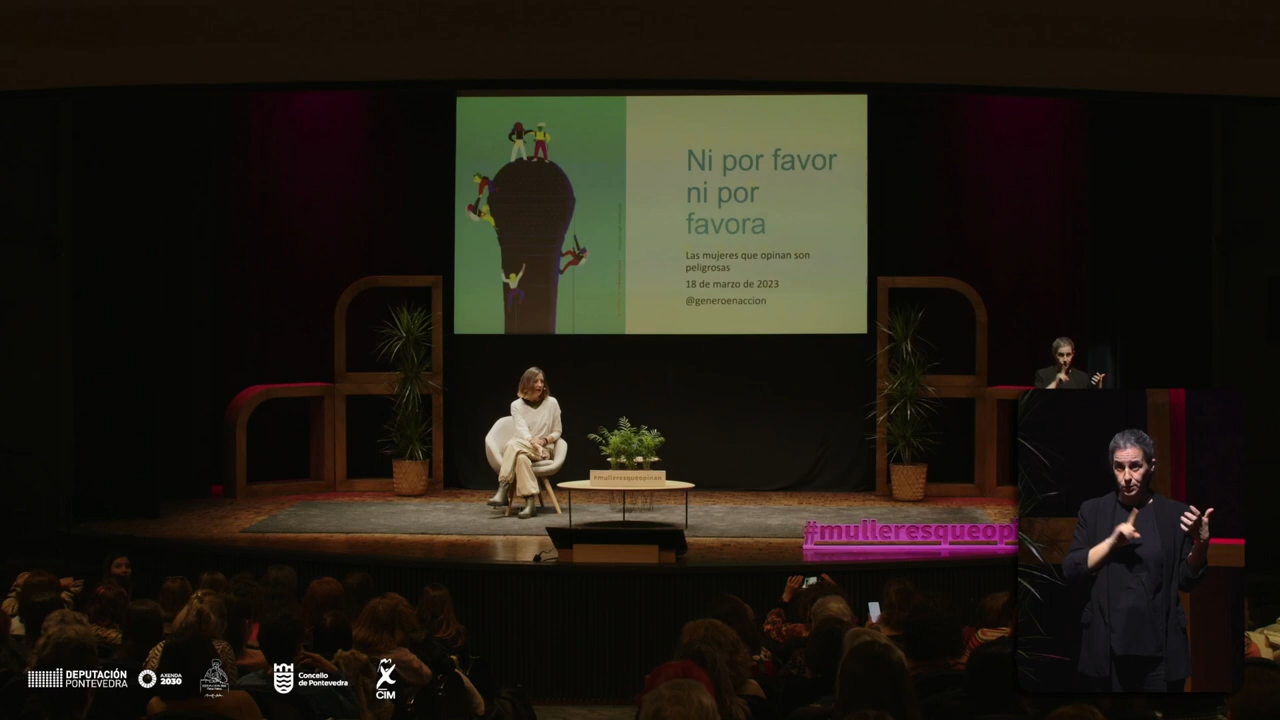 Ni por favor
ni por
favora
Las mujeres que opinan son
peligrosas
18 de marzo de 2023
@generoenaccion
#mulleresqueopinan
#mulleresqueopi
DEPUTACIÓN
PONTEVEDRA
AXENDA
2030
Concello
de Pontevedra
CIM